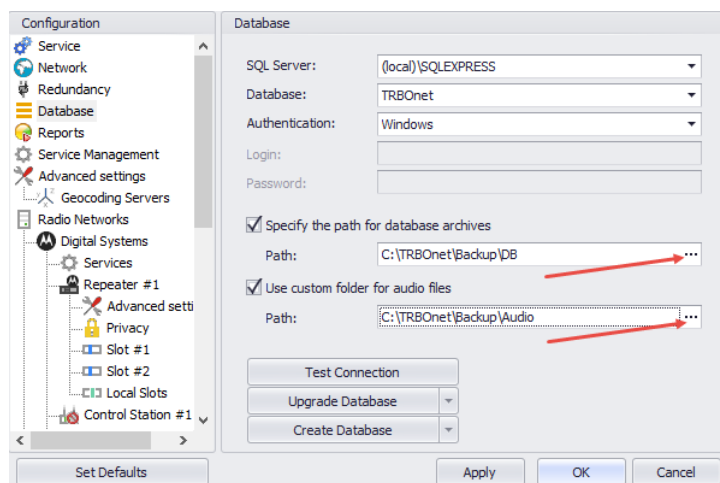 Configuration
Service
Network
Redundancy
Database
Reports
Service Management
Advanced settings
Geocoding Servers
Radio Networks
Digital Systems
Services
Repeater #1
Advanced setti
Privacy
Slot #1
Slot #2
Local Slots
Control Station #1
Set Defaults
Database
SQL Server: (local)\SQLEXPRESS
Database: TRBOnet
Authentication: Windows
Login:
Password:
Specify the path for database archives
Path: C:\TRBOnet\Backup\DB ...
Use custom folder for audio files
Path: C:\TRBOnet\Backup\Audio ...
Test Connection
Upgrade Database
Create Database
Apply OK Cancel